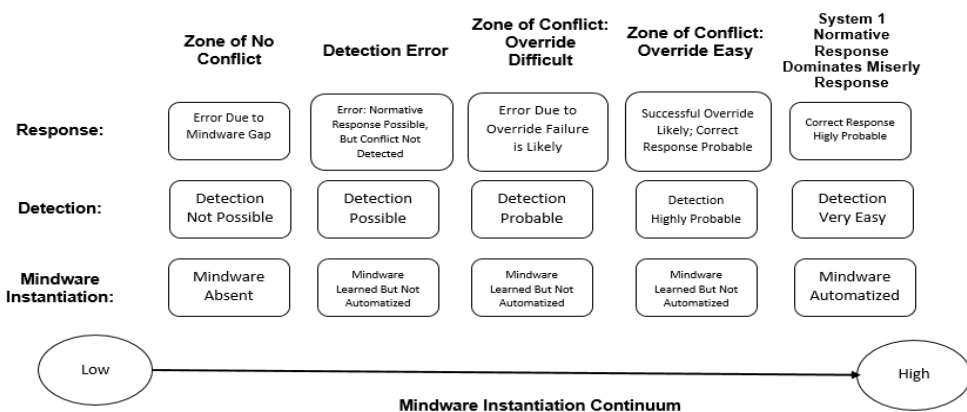 Zone of No
Conflict
Detection Error
Zone of Conflict:
Override
Difficult
Zone of Conflict:
Override Easy
System 1
Normative
Response
Dominates Miserly
Response
Response:
Error Due to
Mindware Gap
Error: Normative
Response Possible,
But Conflict Not
Detected
Error Due to
Override Failure
is Likely
Successful Override
Likely; Correct
Response Probable
Correct Response
Higly Probable
Detection:
Detection
Not Possible
Detection
Possible
Detection
Probable
Detection
Highly Probable
Detection
Very Easy
Mindware
Instantiation:
Mindware
Absent
Mindware
Learned But Not
Automatized
Mindware
Learned But Not
Automatized
Mindware
Learned But Not
Automatized
Mindware
Automatized
Low
High
Mindware Instantiation Continuum